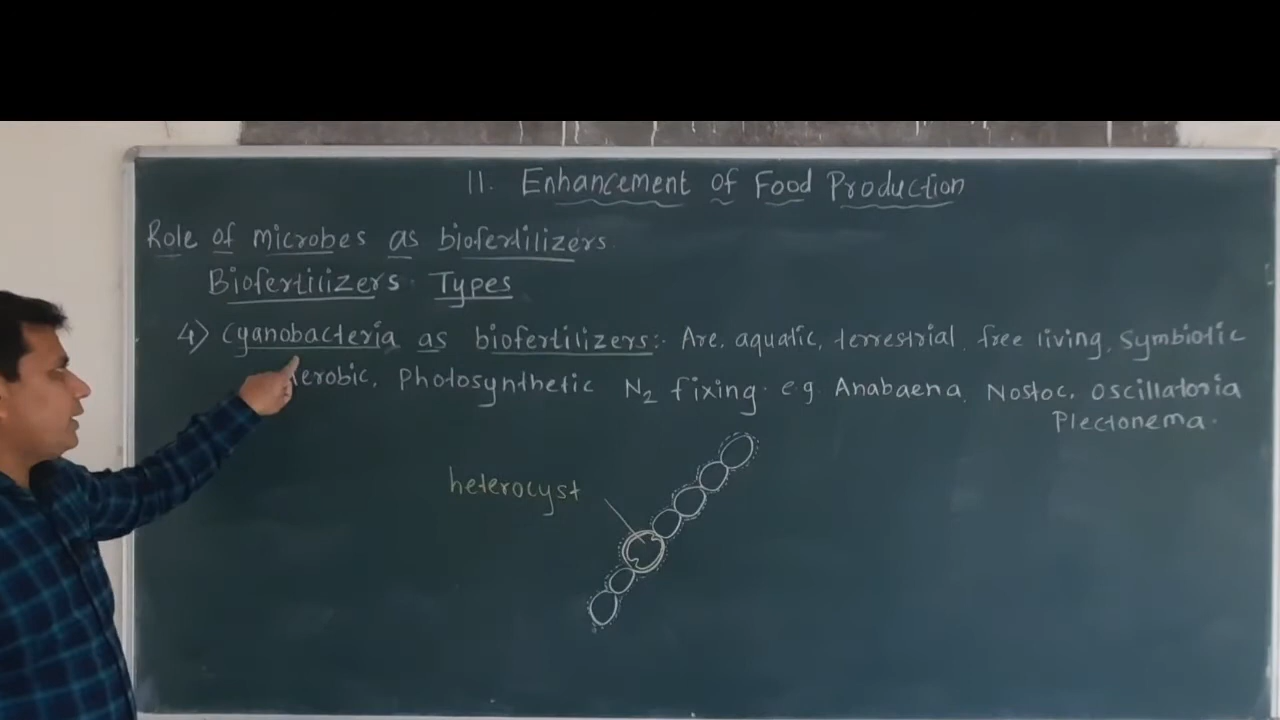 11. Enhancement of Food Production
Role of microbes as biofertilizers.
Biofertilizers: Types
4) Cyanobacteria as biofertilizers:- Are, aquatic, terrestrial, free living, Symbiotic
Aerobic, Photosynthetic N2 fixing. e.g. Anabaena, Nostoc, Oscillatoria
Plectonema.
heterocyst